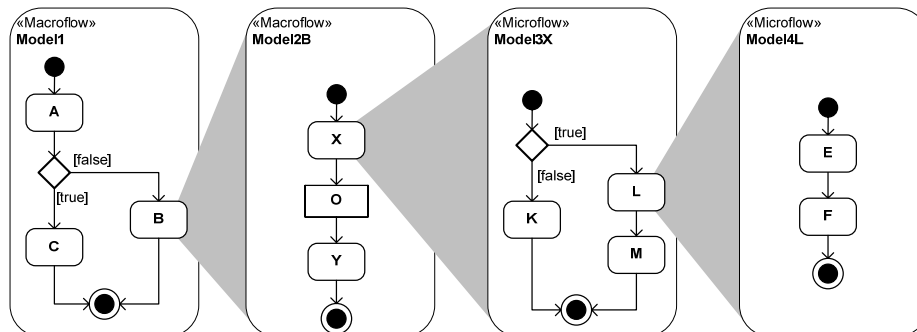 «Macroflow»
Model1
A
[false]
[true]
B
C
«Macroflow»
Model2B
X
O
Y
«Microflow»
Model3X
[true]
[false]
L
K
M
«Microflow»
Model4L
E
F